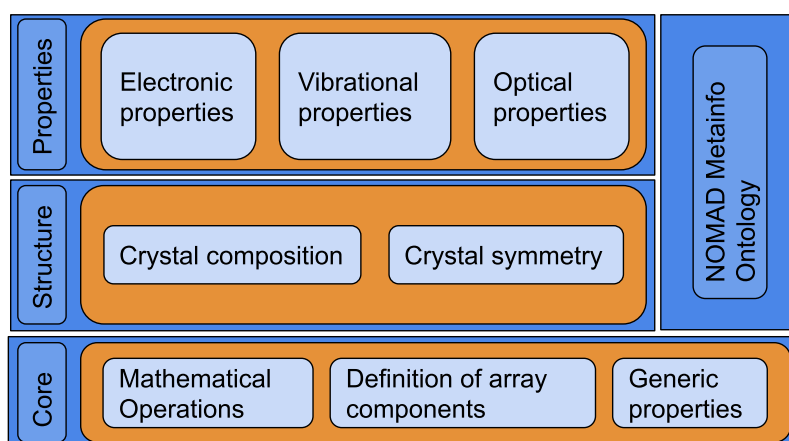 Properties
Electronic
properties
Vibrational
properties
Optical
properties
NOMAD Metainfo
Ontology
Structure
Crystal composition
Crystal symmetry
Core
Mathematical
Operations
Definition of array
components
Generic
properties